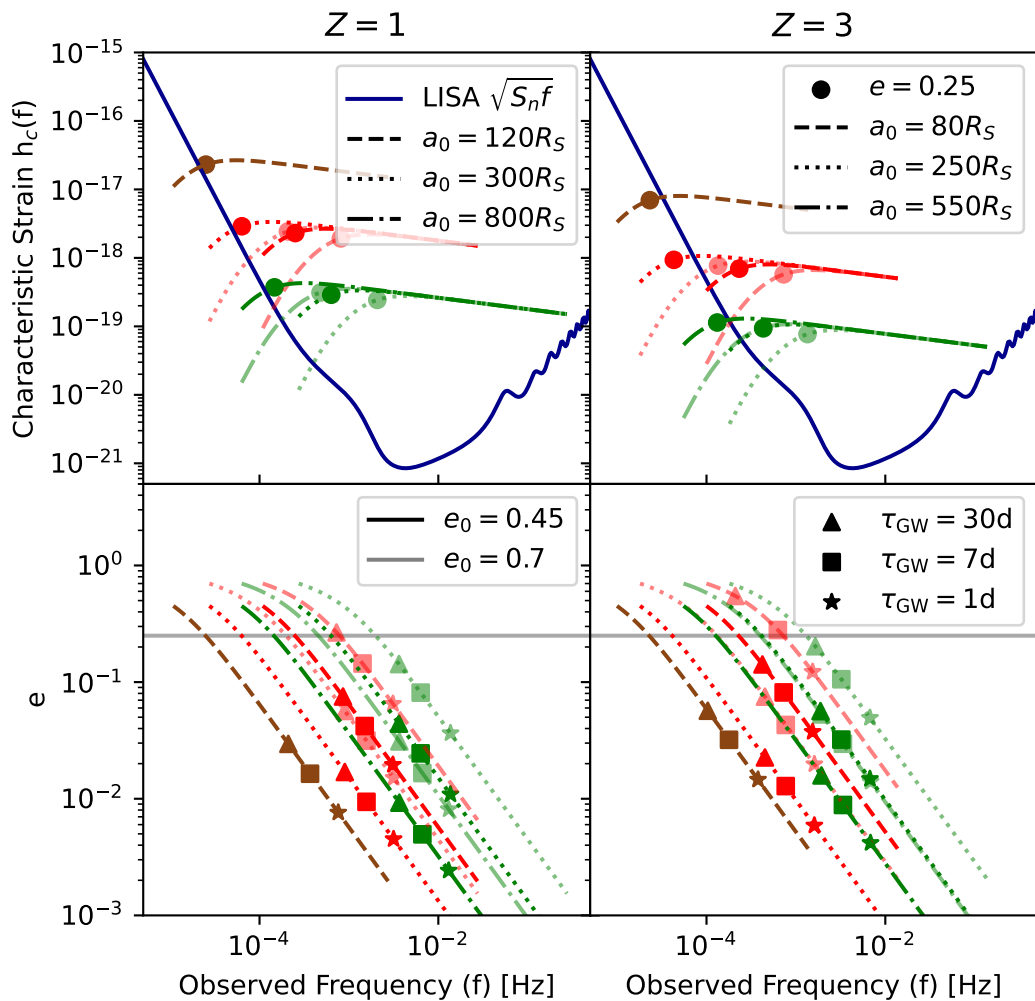 Z = 1
Z = 3
Characteristic Strain h_c(f)
10^{-15}
10^{-16}
10^{-17}
10^{-18}
10^{-19}
10^{-20}
10^{-21}
LISA √S_n f
a_0 = 120R_S
a_0 = 300R_S
a_0 = 800R_S
e = 0.25
a_0 = 80R_S
a_0 = 250R_S
a_0 = 550R_S
e
10^0
10^{-1}
10^{-2}
10^{-3}
e_0 = 0.45
e_0 = 0.7
τ_GW = 30d
τ_GW = 7d
τ_GW = 1d
10^{-4}
10^{-2}
10^{-4}
10^{-2}
Observed Frequency (f) [Hz]
Observed Frequency (f) [Hz]